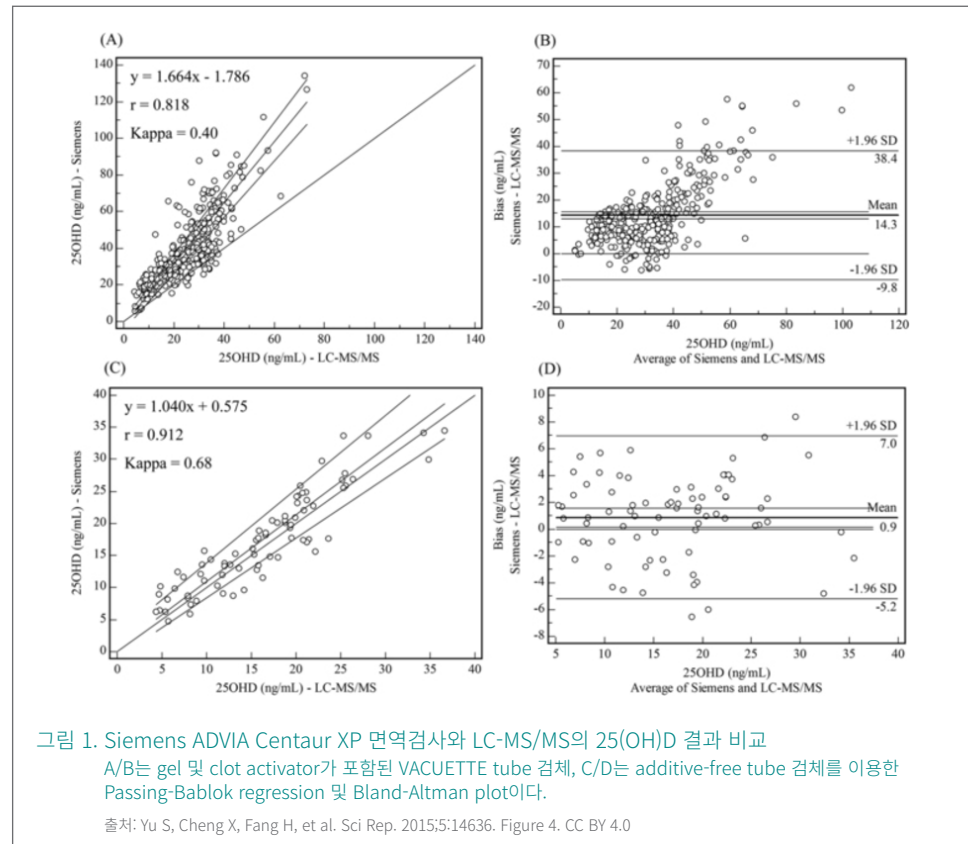 (A)
140
120
100
80
60
40
20
0
y = 1.664x - 1.786
r = 0.818
Kappa = 0.40
25OHD (ng/mL) - Siemens
0 20 40 60 80 100 120 140
25OHD (ng/mL) - LC-MS/MS
(B)
70
60
50
40
30
20
10
0
-10
-20
Bias (ng/mL)
Siemens - LC-MS/MS
+1.96 SD
38.4
Mean
14.3
-1.96 SD
-9.8
0 20 40 60 80 100 120
25OHD (ng/mL)
Average of Siemens and LC-MS/MS
(C)
40
35
30
25
20
15
10
5
0
y = 1.040x + 0.575
r = 0.912
Kappa = 0.68
25OHD (ng/mL) - Siemens
0 5 10 15 20 25 30 35 40
25OHD (ng/mL) - LC-MS/MS
(D)
10
8
6
4
2
0
-2
-4
-6
-8
Bias (ng/mL)
Siemens - LC-MS/MS
+1.96 SD
7.0
Mean
0.9
-1.96 SD
-5.2
5 10 15 20 25 30 35 40
25OHD (ng/mL)
Average of Siemens and LC-MS/MS
그림 1. Siemens ADVIA Centaur XP 면역검사와 LC-MS/MS의 25(OH)D 결과 비교
A/B는 gel 및 clot activator가 포함된 VACUETTE tube 검체, C/D는 additive-free tube 검체를 이용한
Passing-Bablok regression 및 Bland-Altman plot이다.
출처: Yu S, Cheng X, Fang H, et al. Sci Rep. 2015;5:14636. Figure 4. CC BY 4.0